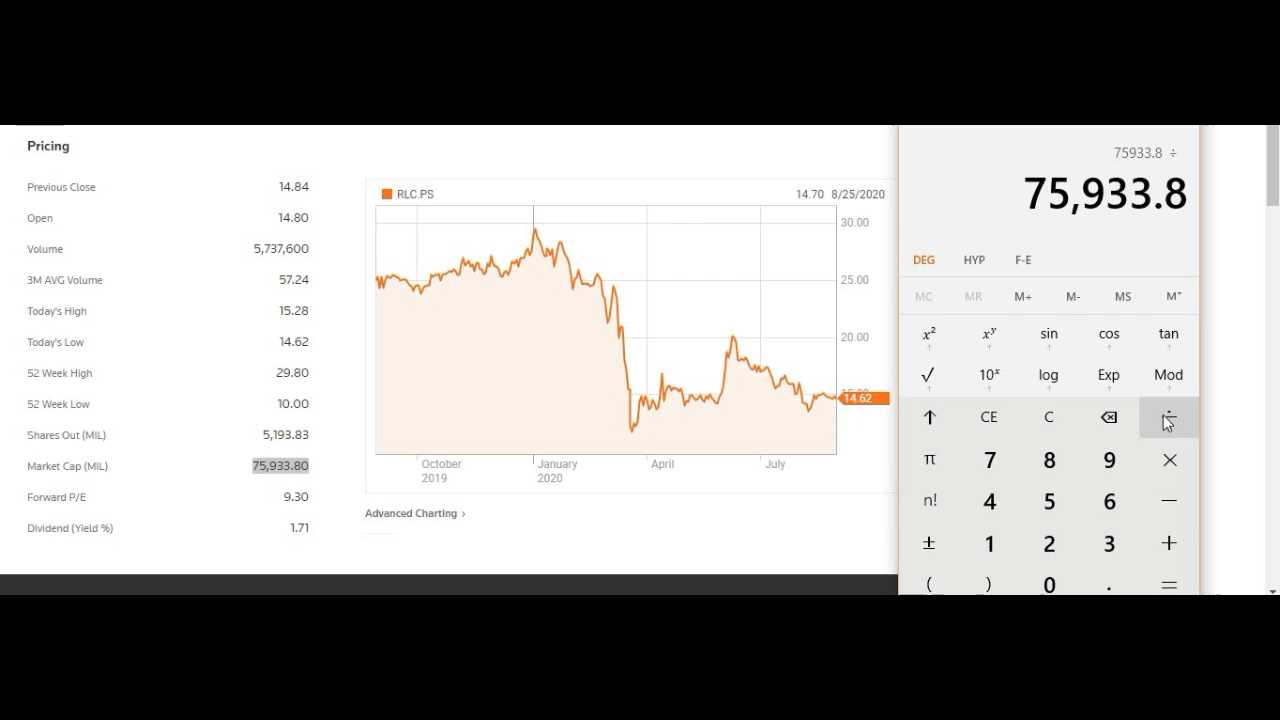 Pricing
Previous Close 14.84
Open 14.80
Volume 5,737,600
3M AVG Volume 57.24
Today's High 15.28
Today's Low 14.62
52 Week High 29.80
52 Week Low 10.00
Shares Out (MIL) 5,193.83
Market Cap (MIL) 75,933.80
Forward P/E 9.30
Dividend (Yield %) 1.71
RLC.PS 14.70 8/25/2020
30.00
25.00
20.00
14.62
October January April July
2019 2020
Advanced Charting >
75933.8 ÷
75,933.8
DEG HYP F-E
MC MR M+ M- MS M˅
x² xʸ sin cos tan
√ 10ˣ log Exp Mod
↑ CE C ⌫ ÷
π 7 8 9 ×
n! 4 5 6 −
± 1 2 3 +
( ) 0 . =